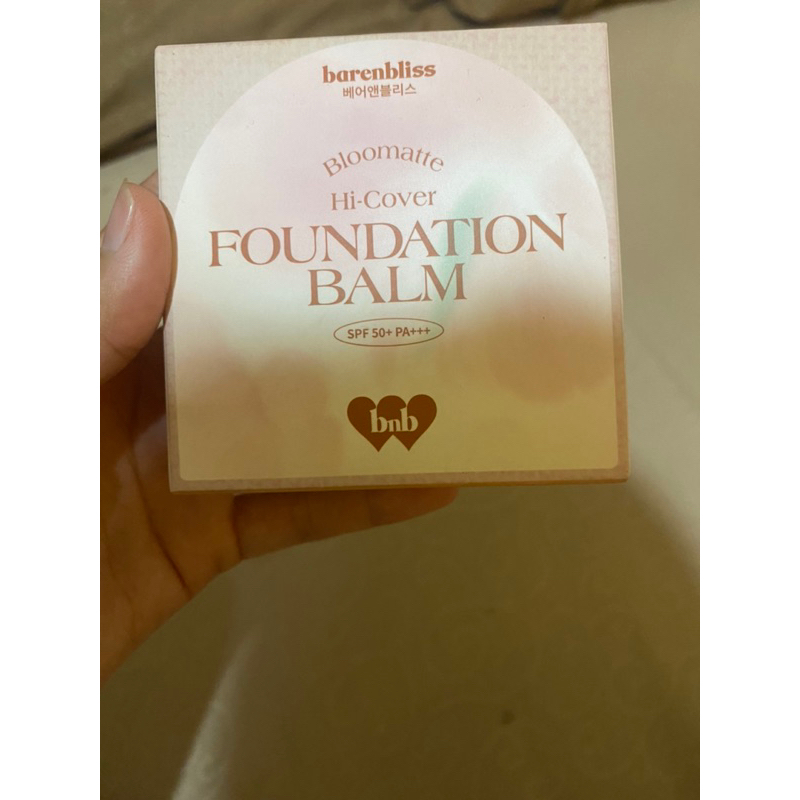 barenbliss
베어앤블리스
Bloomatte
Hi-Cover
FOUNDATION
BALM
SPF 50+ PA+++
bnb